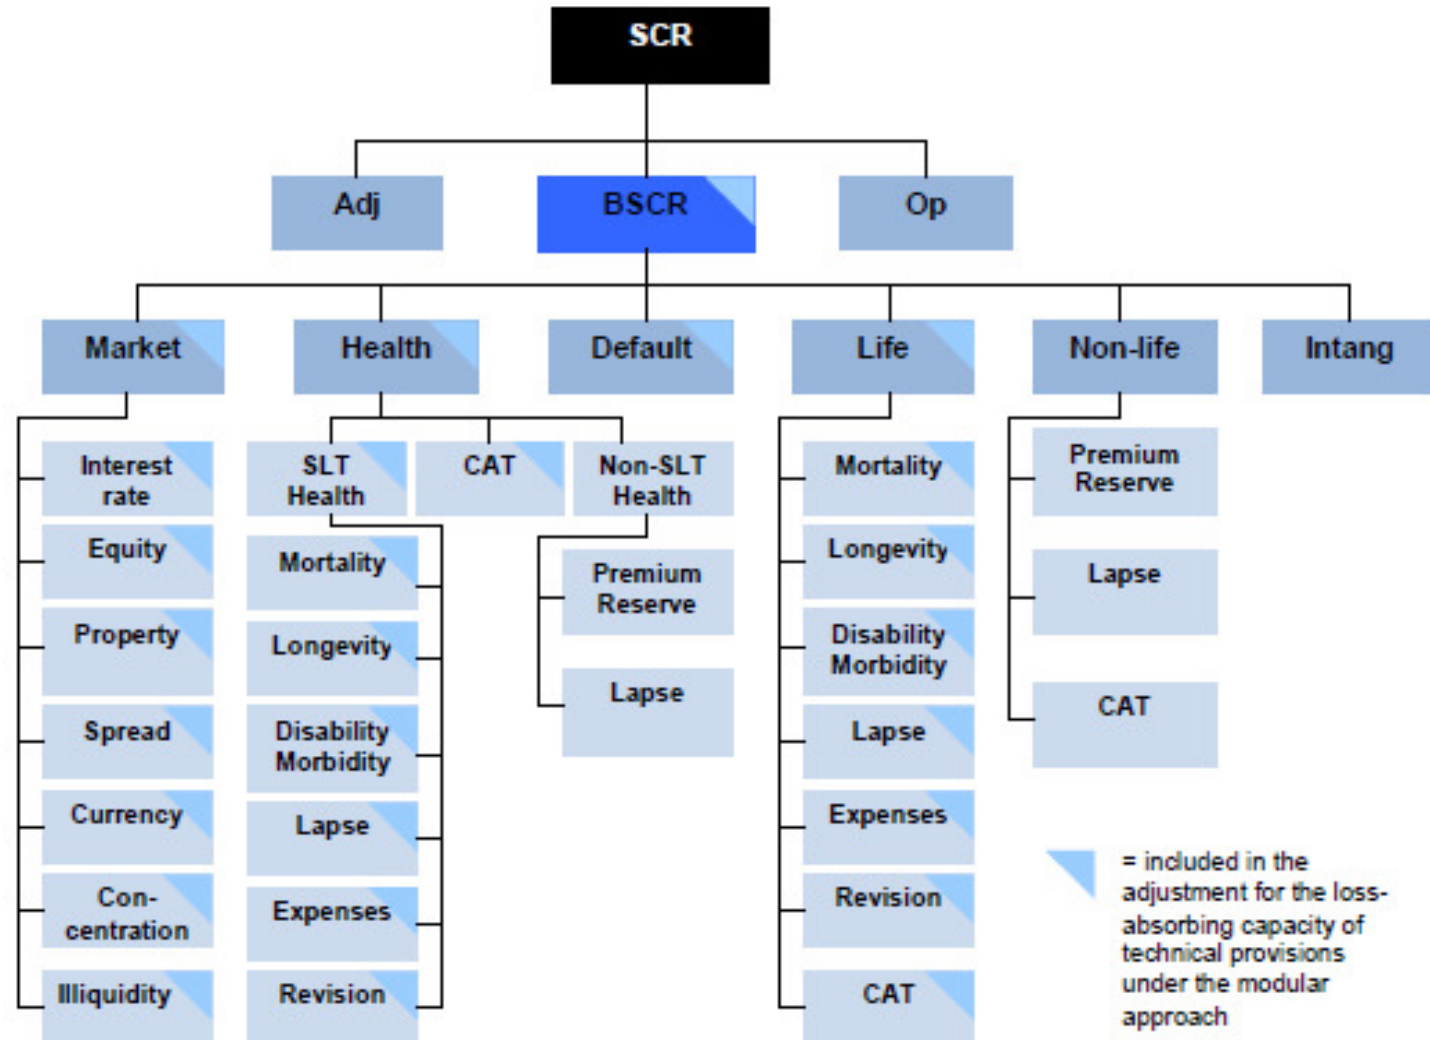 SCR
Adj
BSCR
Op
Market
Health
Default
Life
Non-life
Intang
Interest
rate
Equity
Property
Spread
Currency
Con-
centration
Illiquidity
SLT
Health
CAT
Non-SLT
Health
Mortality
Longevity
Disability
Morbidity
Lapse
Expenses
Revision
Premium
Reserve
Lapse
Mortality
Longevity
Disability
Morbidity
Lapse
Expenses
Revision
CAT
Premium
Reserve
Lapse
CAT
= included in the
adjustment for the loss-
absorbing capacity of
technical provisions
under the modular
approach